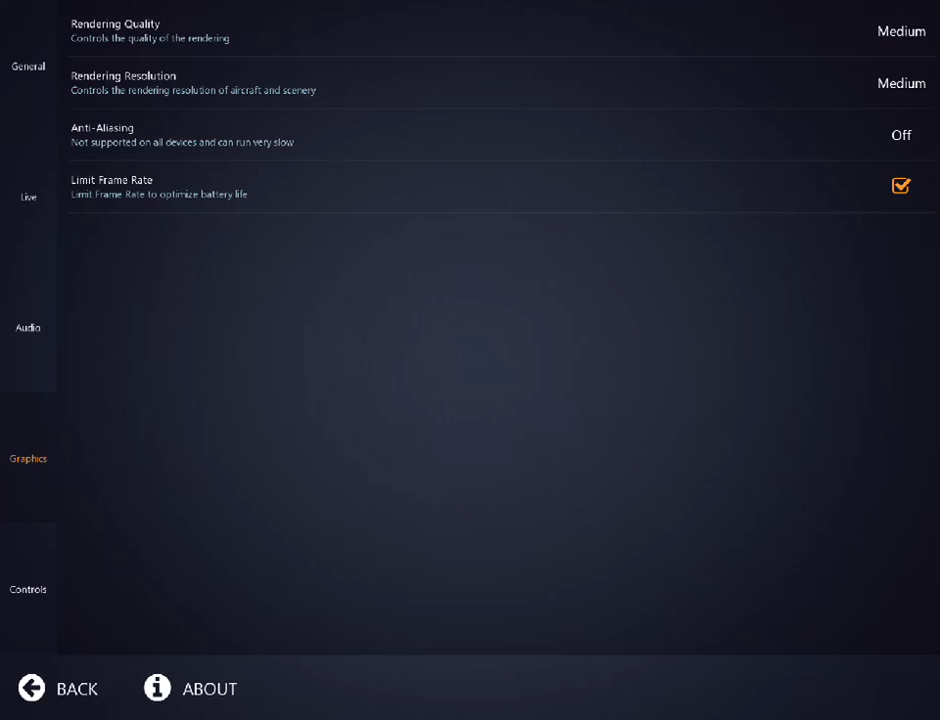 Rendering Quality
Controls the quality of the rendering
Medium
General
Rendering Resolution
Controls the rendering resolution of aircraft and scenery
Medium
Anti-Aliasing
Not supported on all devices and can run very slow
Off
Limit Frame Rate
Limit Frame Rate to optimize battery life
Live
Audio
Graphics
Controls
BACK
ABOUT